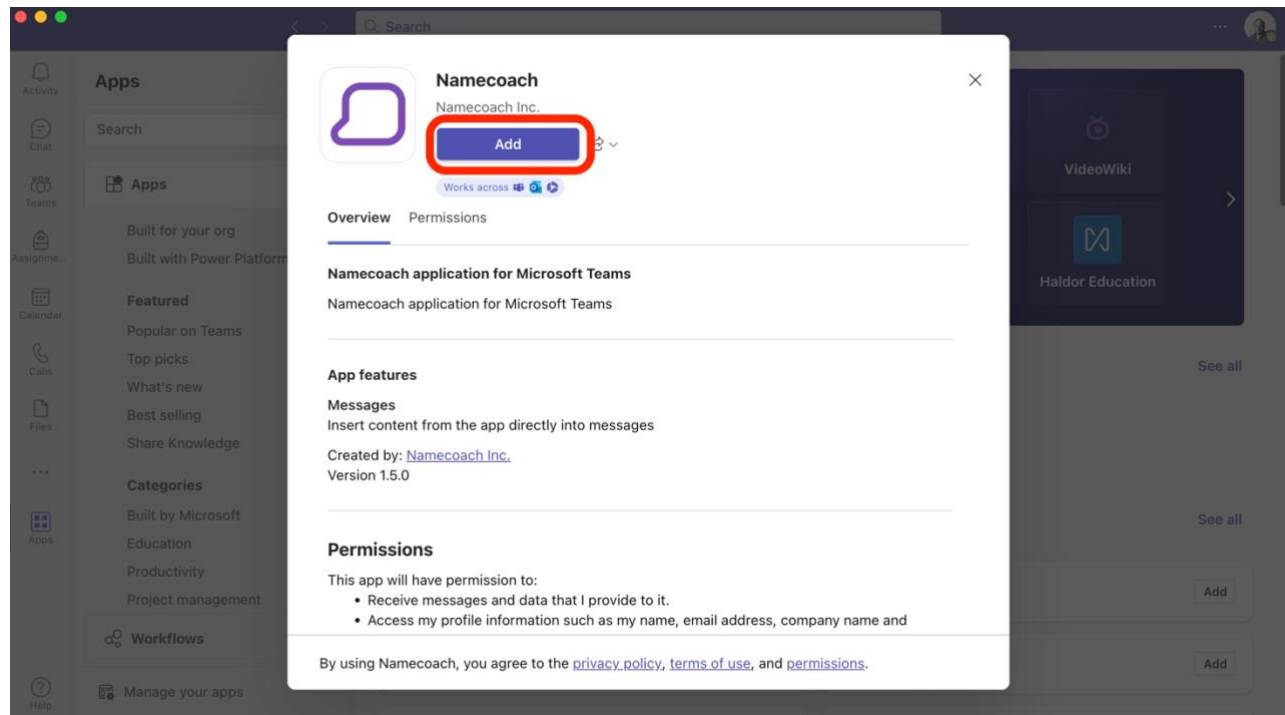 Search
Activity
Chat
Teams
Assignme...
Calendar
Calls
Files
Apps
Help
Apps
Search
Apps
Built for your org
Built with Power Platform
Featured
Popular on Teams
Top picks
What's new
Best selling
Share Knowledge
Categories
Built by Microsoft
Education
Productivity
Project management
Workflows
Manage your apps
Namecoach
Namecoach Inc.
Add
Works across
Overview Permissions
Namecoach application for Microsoft Teams
Namecoach application for Microsoft Teams
App features
Messages
Insert content from the app directly into messages
Created by: Namecoach Inc.
Version 1.5.0
Permissions
This app will have permission to:
• Receive messages and data that I provide to it.
• Access my profile information such as my name, email address, company name and
By using Namecoach, you agree to the privacy policy, terms of use, and permissions.
VideoWiki
Haldor Education
See all
See all
Add
Add